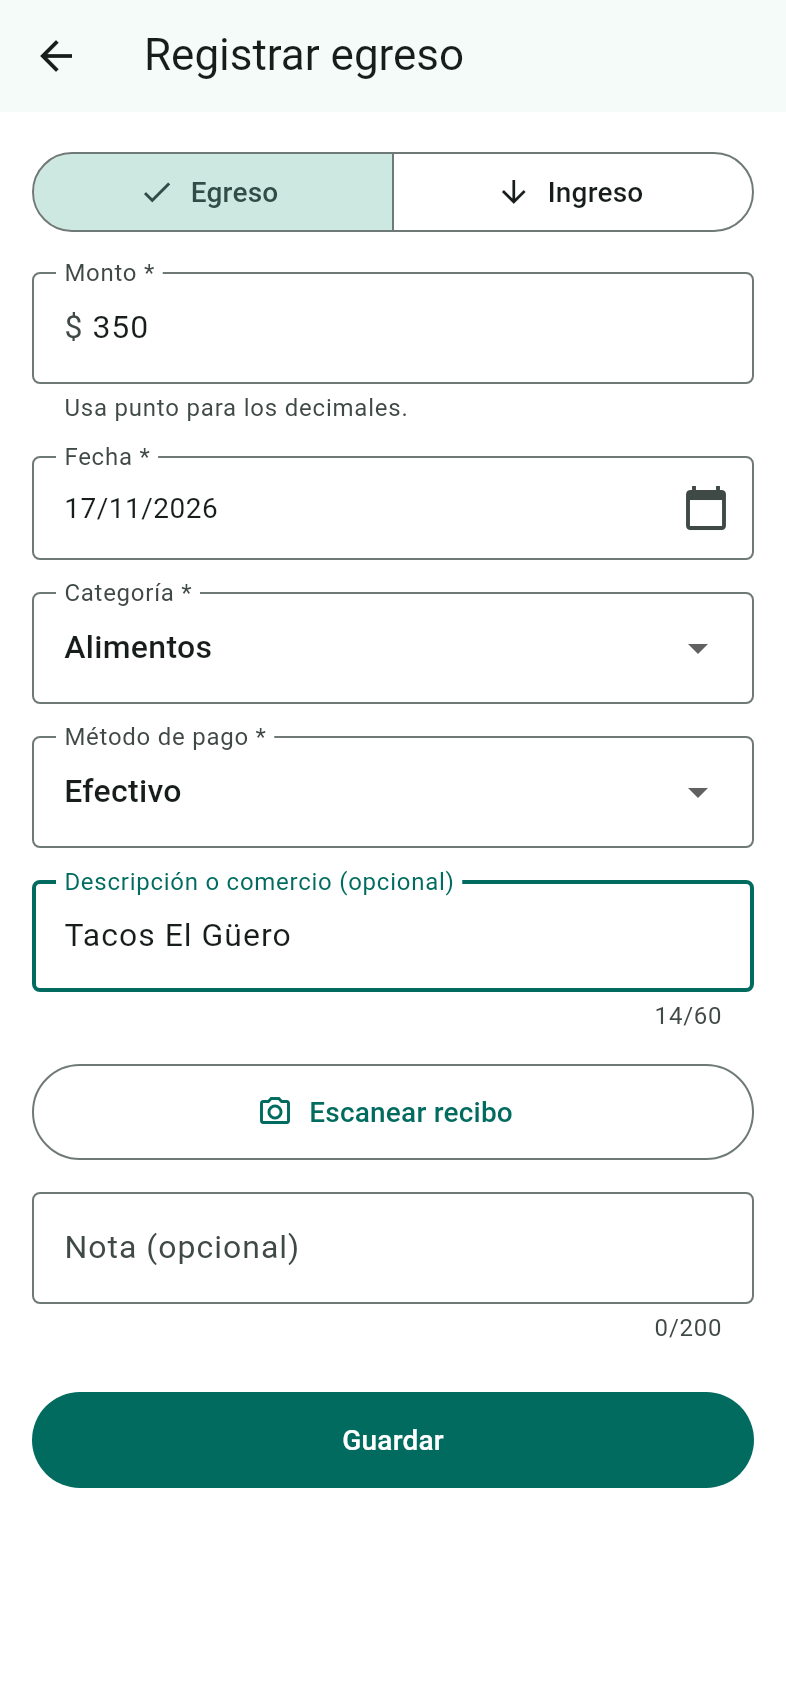 Registrar egreso
Egreso
Ingreso
Monto *
$ 350
Usa punto para los decimales.
Fecha *
17/11/2026
Categoría *
Alimentos
Método de pago *
Efectivo
Descripción o comercio (opcional)
Tacos El Güero
14/60
Escanear recibo
Nota (opcional)
0/200
Guardar